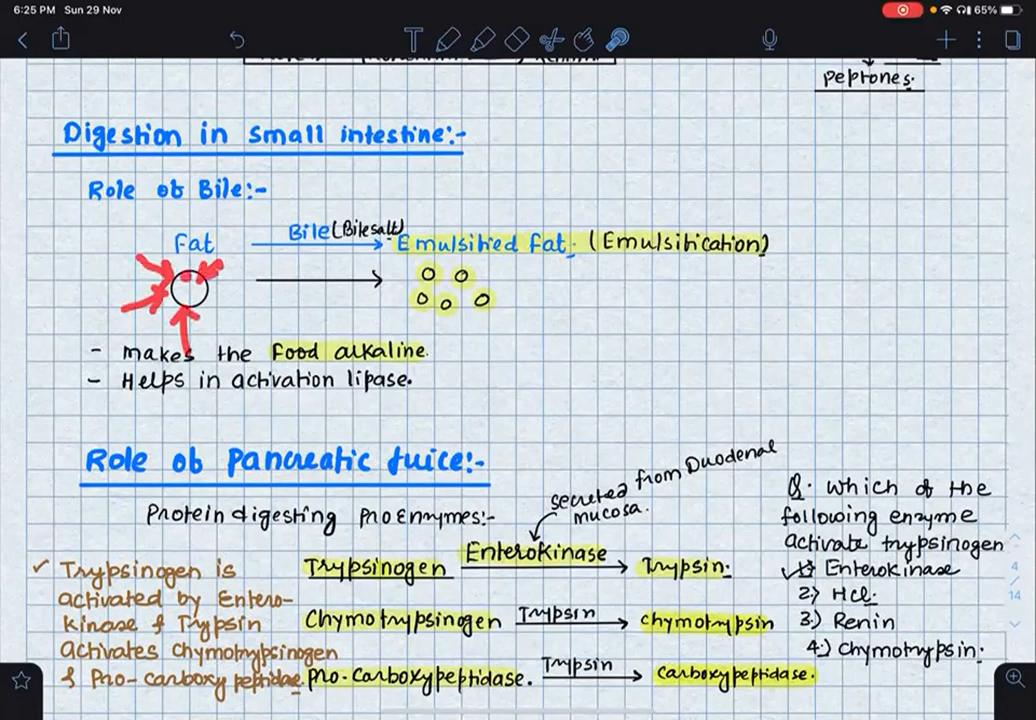 6:25 PM Sun 29 Nov
65%
peptones.
Digestion in small intestine:-
Role of Bile:-
Fat Bile (Bile salt) Emulsified fat. (Emulsification)
- makes the food alkaline.
- Helps in activation lipase.
Role of Pancreatic Juice:-
secreted from Duodenal
mucosa.
Protein digesting ProEnzymes:-
Trypsinogen Enterokinase Trypsin.
Chymotrypsinogen Trypsin chymotrypsin
Pro-carboxypeptidase. Trypsin carboxypeptidase.
✓ Trypsinogen is
activated by Entero-
kinase & Trypsin
activates Chymotrypsinogen
& Pro-carboxy peptidae.
Q. which of the
following enzyme
activate trypsinogen
1) Enterokinase
2.) HCl.
3.) Renin
4.) Chymotrypsin.
4
14